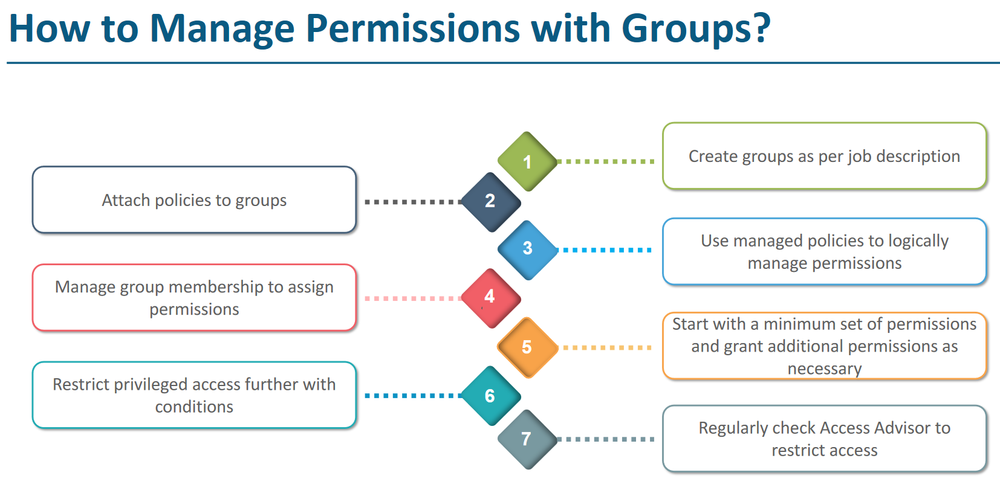 How to Manage Permissions with Groups?
1
Create groups as per job description
2
Attach policies to groups
3
Use managed policies to logically
manage permissions
4
Manage group membership to assign
permissions
5
Start with a minimum set of permissions
and grant additional permissions as
necessary
6
Restrict privileged access further with
conditions
7
Regularly check Access Advisor to
restrict access